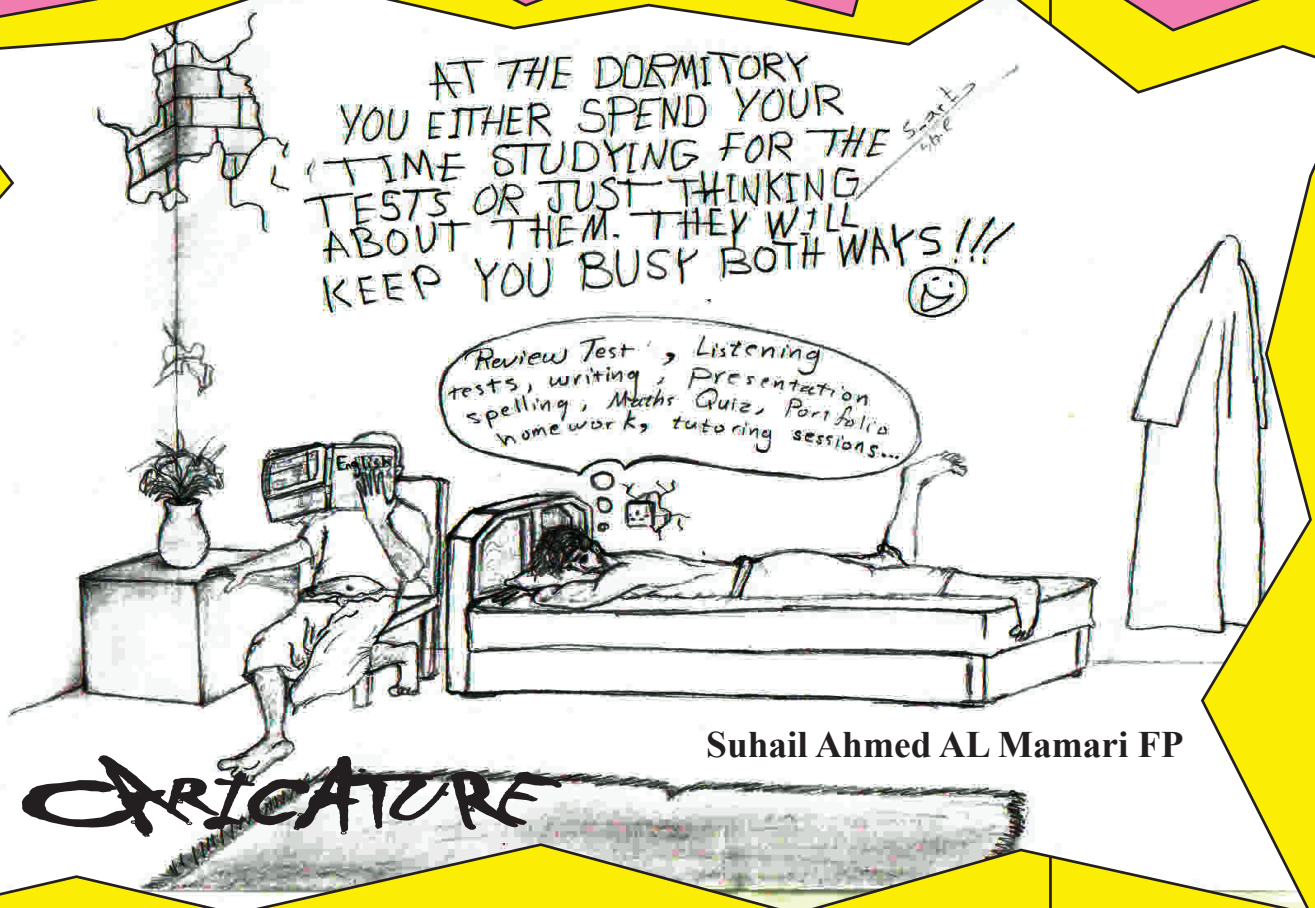 AT THE DORMITORY
YOU EITHER SPEND YOUR
TIME STUDYING FOR THE
TESTS OR JUST THINKING
ABOUT THEM. THEY WILL
KEEP YOU BUSY BOTH WAYS!!!
Review Test, Listening
tests, writing, presentation
spelling, Maths Quiz, Portfolio
homework, tutoring sessions...
English
Suhail Ahmed AL Mamari FP
CARICATURE